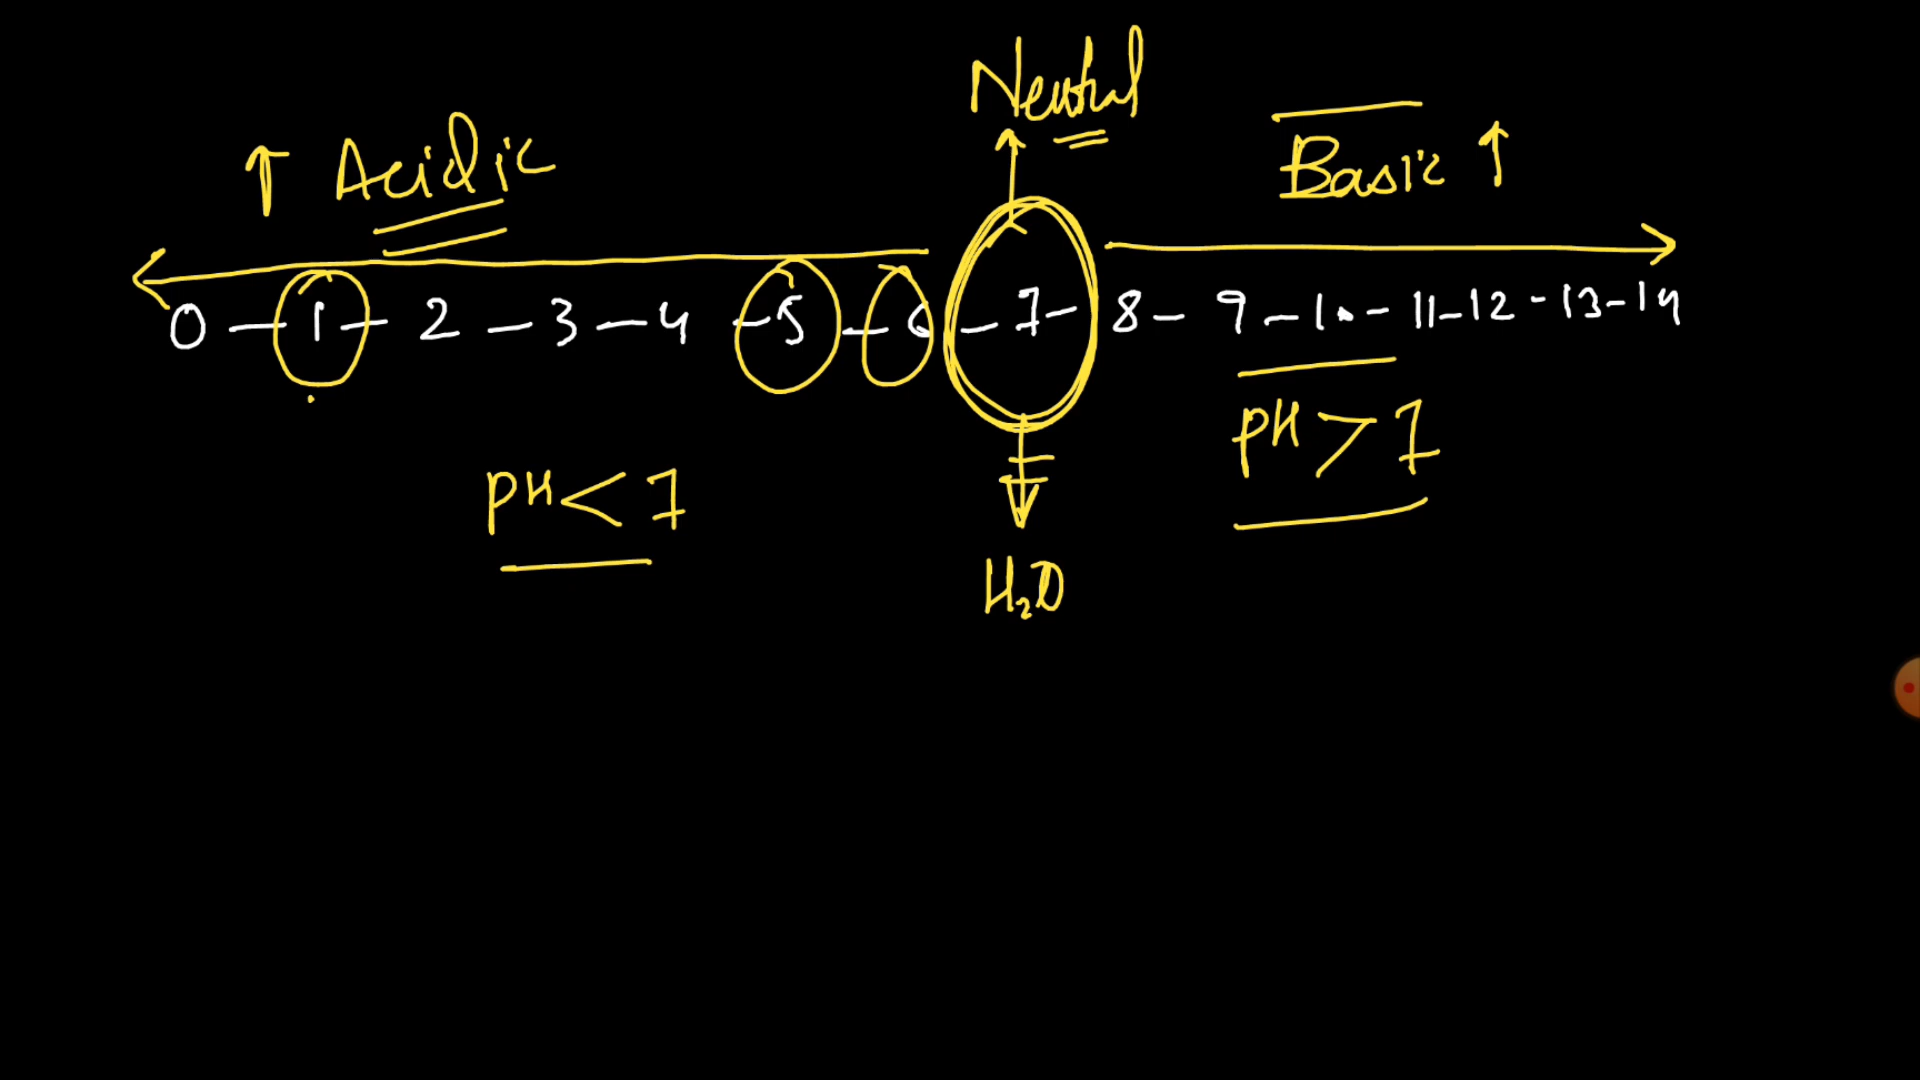 Neutral
↑ Acidic
Basic ↑
0 - 1 - 2 - 3 - 4 - 5 - 6 - 7 - 8 - 9 - 10 - 11 - 12 - 13 - 14
pH > 7
pH < 7
H₂O